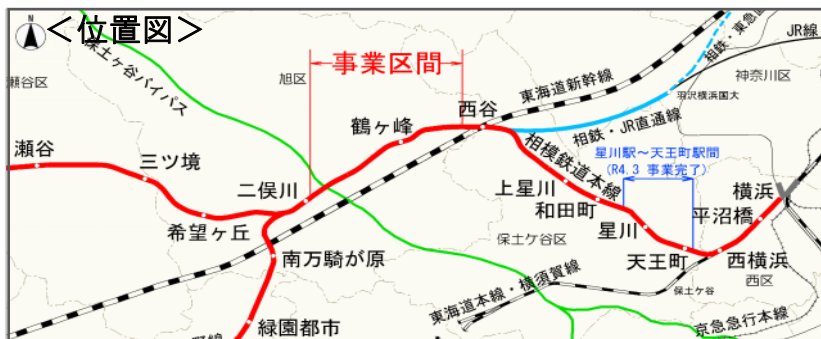 ＜位置図＞
N
保土ヶ谷バイパス
瀬谷区
旭区
事業区間
東海道新幹線
相鉄・東急直
JR線
神奈川区
羽沢横浜国大
西谷
鶴ヶ峰
相鉄・JR直通線
瀬谷
三ツ境
相模鉄道本線
星川駅～天王町駅間
(R4.3 事業完了)
二俣川
上星川
横浜
和田町
平沼橋
希望ヶ丘
星川
保土ケ谷区
南万騎が原
天王町
西横浜
西区
東海道本線・横須賀線
保土ケ谷
緑園都市
京急急行本線
野線